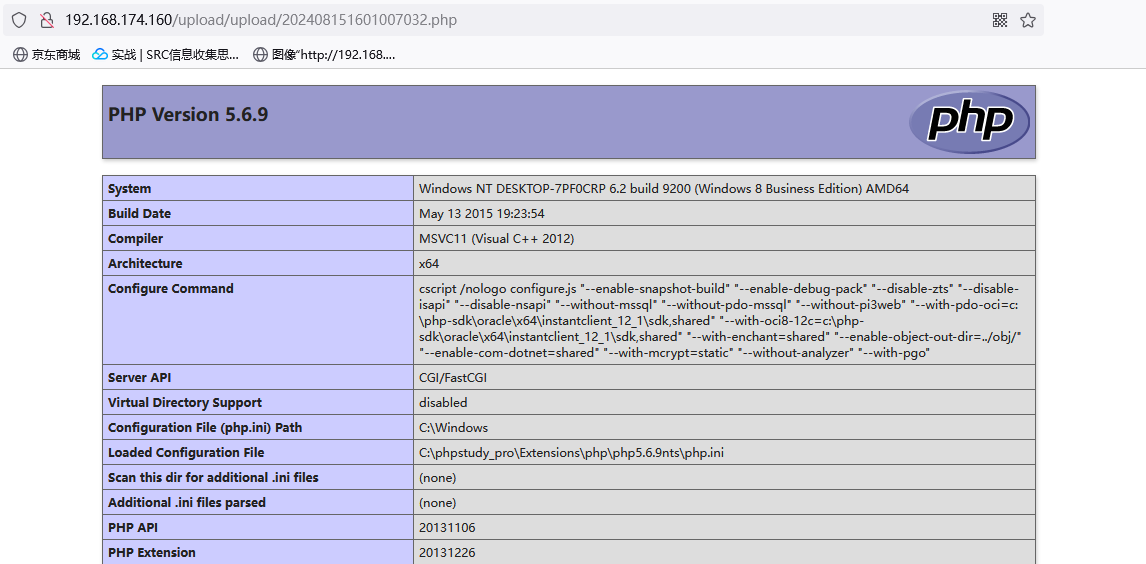 192.168.174.160/upload/upload/202408151601007032.php
京东商城 实战 | SRC信息收集思... 图像"http://192.168....
PHP Version 5.6.9
php
System Windows NT DESKTOP-7PF0CRP 6.2 build 9200 (Windows 8 Business Edition) AMD64
Build Date May 13 2015 19:23:54
Compiler MSVC11 (Visual C++ 2012)
Architecture x64
Configure Command cscript /nologo configure.js "--enable-snapshot-build" "--enable-debug-pack" "--disable-zts" "--disable-
isapi" "--disable-nsapi" "--without-mssql" "--without-pdo-mssql" "--without-pi3web" "--with-pdo-oci=c:
\php-sdk\oracle\x64\instantclient_12_1\sdk,shared" "--with-oci8-12c=c:\php-
sdk\oracle\x64\instantclient_12_1\sdk,shared" "--with-enchant=shared" "--enable-object-out-dir=../obj/"
"--enable-com-dotnet=shared" "--with-mcrypt=static" "--without-analyzer" "--with-pgo"
Server API CGI/FastCGI
Virtual Directory Support disabled
Configuration File (php.ini) Path C:\Windows
Loaded Configuration File C:\phpstudy_pro\Extensions\php\php5.6.9nts\php.ini
Scan this dir for additional .ini files (none)
Additional .ini files parsed (none)
PHP API 20131106
PHP Extension 20131226